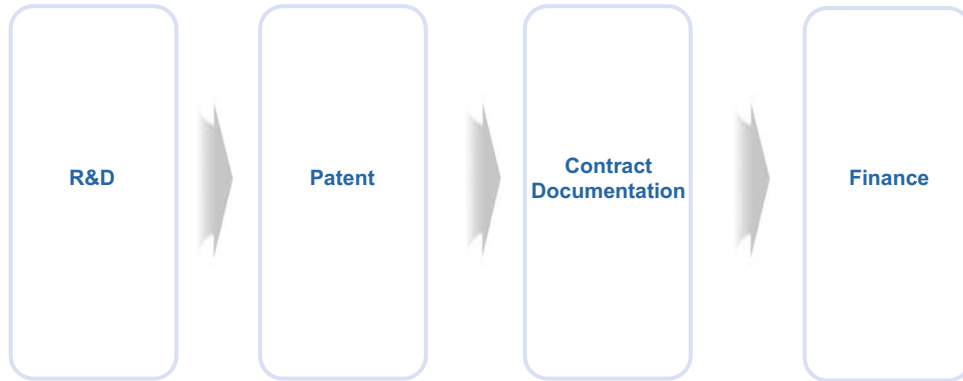 R&D
Patent
Contract
Documentation
Finance